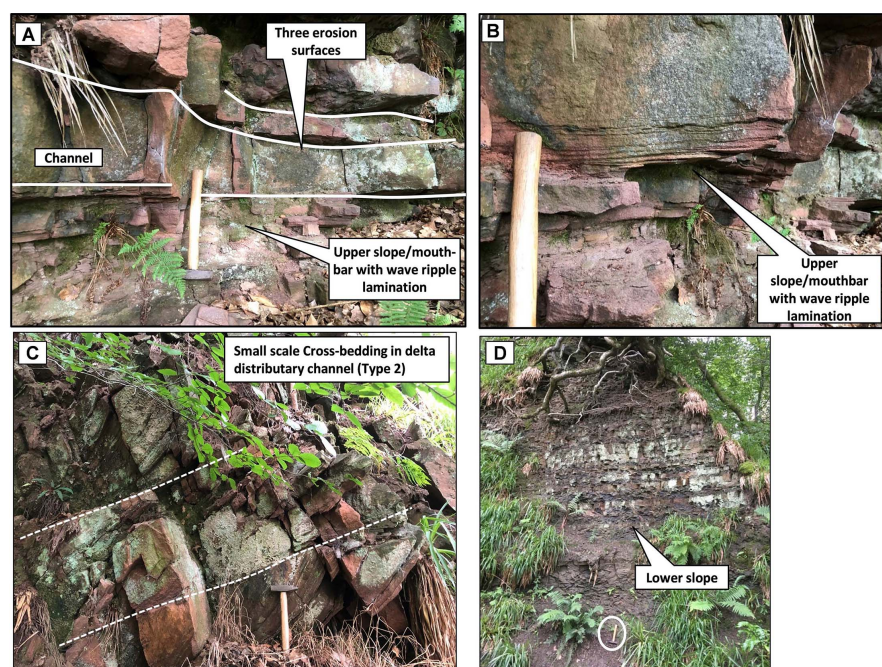 A
Three erosion
surfaces
Channel
Upper slope/mouth-
bar with wave ripple
lamination
B
Upper
slope/mouthbar
with wave ripple
lamination
C
Small scale Cross-bedding in delta
distributary channel (Type 2)
D
Lower slope